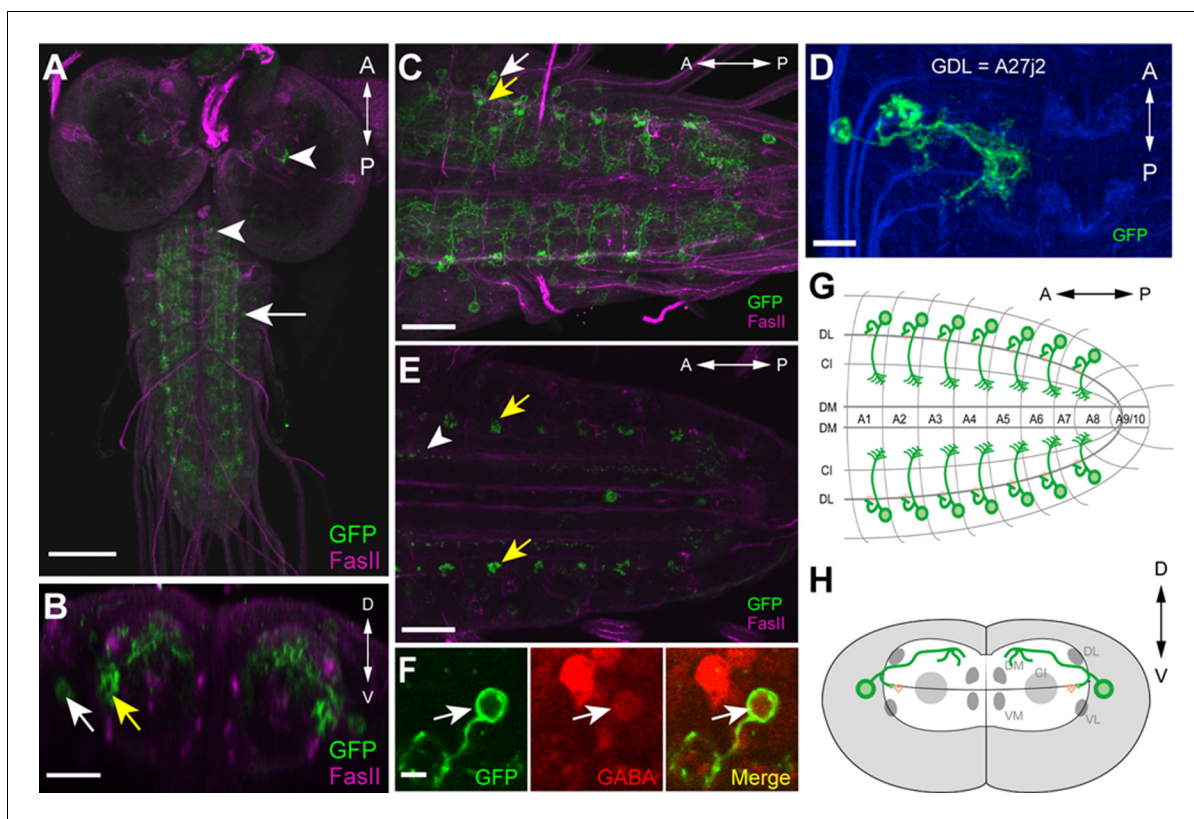 A
A
P
GFP
FasII
B
D
V
GFP
FasII
C
A P
GFP
FasII
D
GDL = A27j2
A
P
GFP
E
A P
GFP
FasII
F
GFP
GABA
Merge
G
A P
DL
CI
DM
DM
CI
DL
A1 A2 A3 A4 A5 A6 A7 A8 A9/10
H
D
V
DL
DM
CI
VM
VL